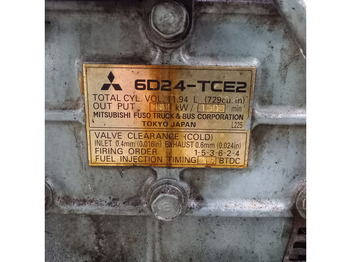 6D24-TCE2
TOTAL CYL. VOL. 11.94 L (729cu.in)
OUT PUT kW/ min
MITSUBISHI FUSO TRUCK & BUS CORPORATION
TOKYO JAPAN L225
VALVE CLEARANCE (COLD)
INLET 0.4mm (0.016in) EXHAUST 0.6mm (0.024in)
FIRING ORDER 1-5-3-6-2-4
FUEL INJECTION TIMING BTDC